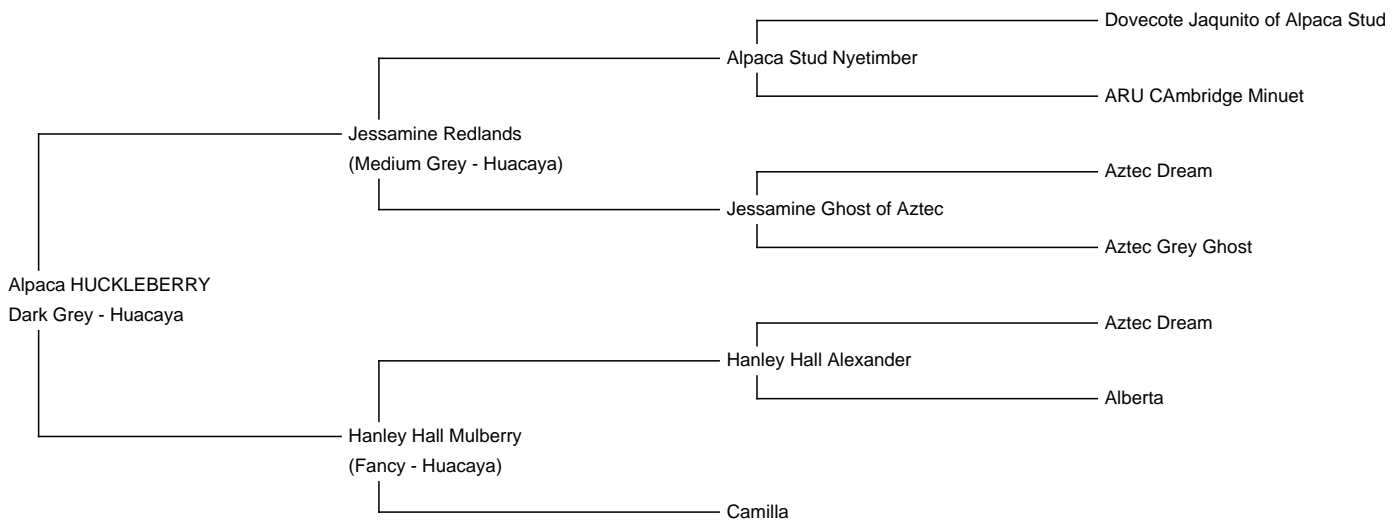 Dovecote Jaqunito of Alpaca Stud
Alpaca Stud Nyetimber
ARU CAmbridge Minuet
Jessamine Redlands
(Medium Grey - Huacaya)
Aztec Dream
Jessamine Ghost of Aztec
Aztec Grey Ghost
Alpaca HUCKLEBERRY
Dark Grey - Huacaya
Aztec Dream
Hanley Hall Alexander
Alberta
Hanley Hall Mulberry
(Fancy - Huacaya)
Camilla